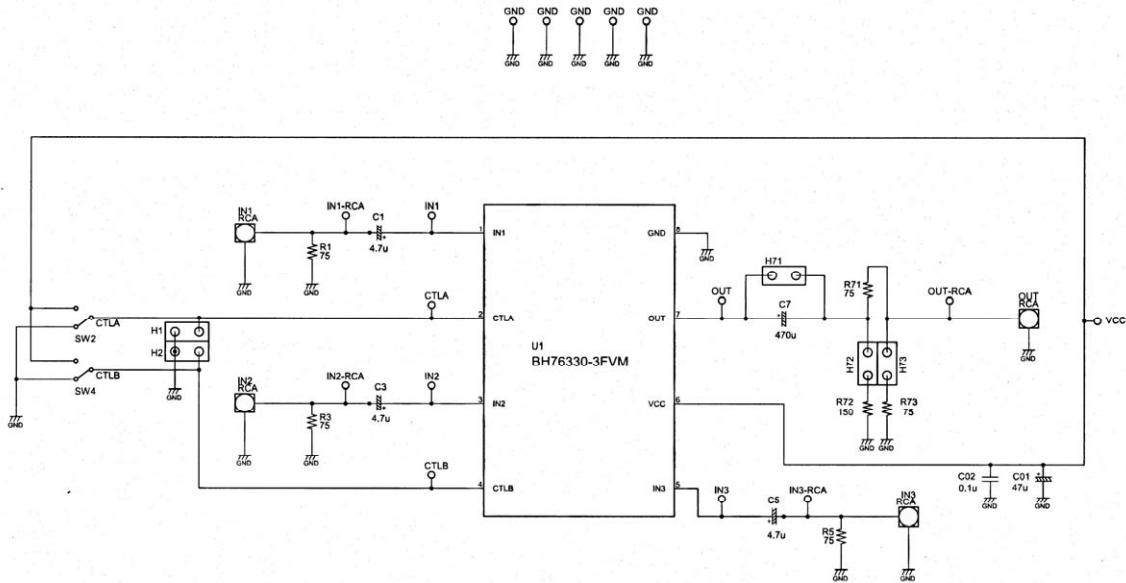 GND GND GND GND GND
GND GND GND GND GND
IN1
RCA
IN1-RCA
C1
4.7u
IN1
R1
75
GND
GND
1
IN1
GND
8
GND
CTLA
SW2
H1
H2
GND
CTLA
2
CTLA
U1
BH76330-3FVM
OUT
7
OUT
H71
C7
470u
R71
75
OUT-RCA
OUT
RCA
GND
VCC
CTLB
SW4
GND
IN2
RCA
IN2-RCA
C3
4.7u
IN2
R3
75
GND
GND
3
IN2
VCC
6
H72
H73
R72
150
R73
75
GND
GND
CTLB
4
CTLB
IN3
5
IN3
C5
4.7u
IN3-RCA
R5
75
GND
IN3
RCA
GND
C02
0.1u
GND
C01
47u
GND